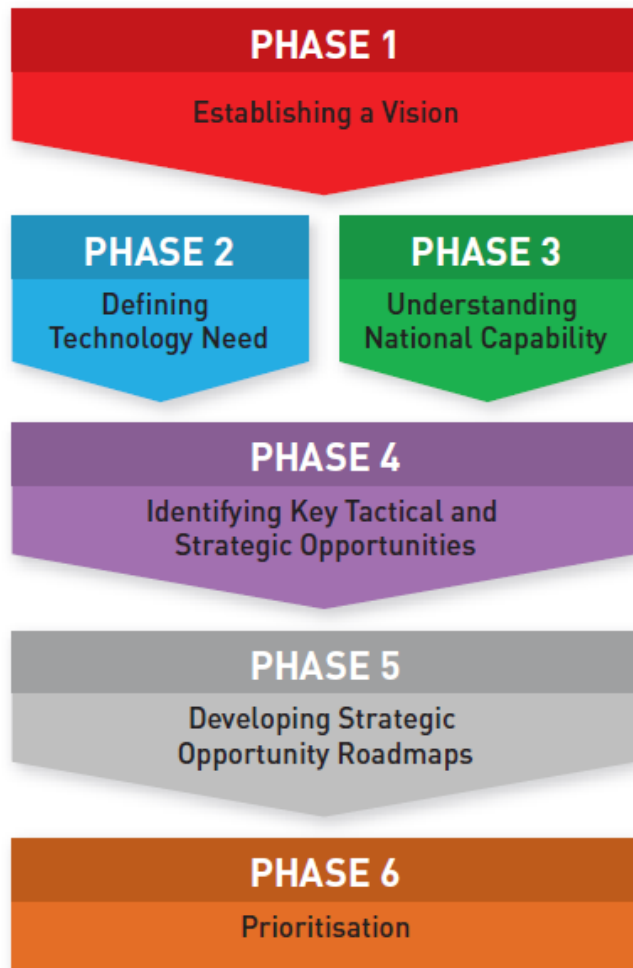 PHASE 1
Establishing a Vision
PHASE 2
Defining
Technology Need
PHASE 3
Understanding
National Capability
PHASE 4
Identifying Key Tactical and
Strategic Opportunities
PHASE 5
Developing Strategic
Opportunity Roadmaps
PHASE 6
Prioritisation